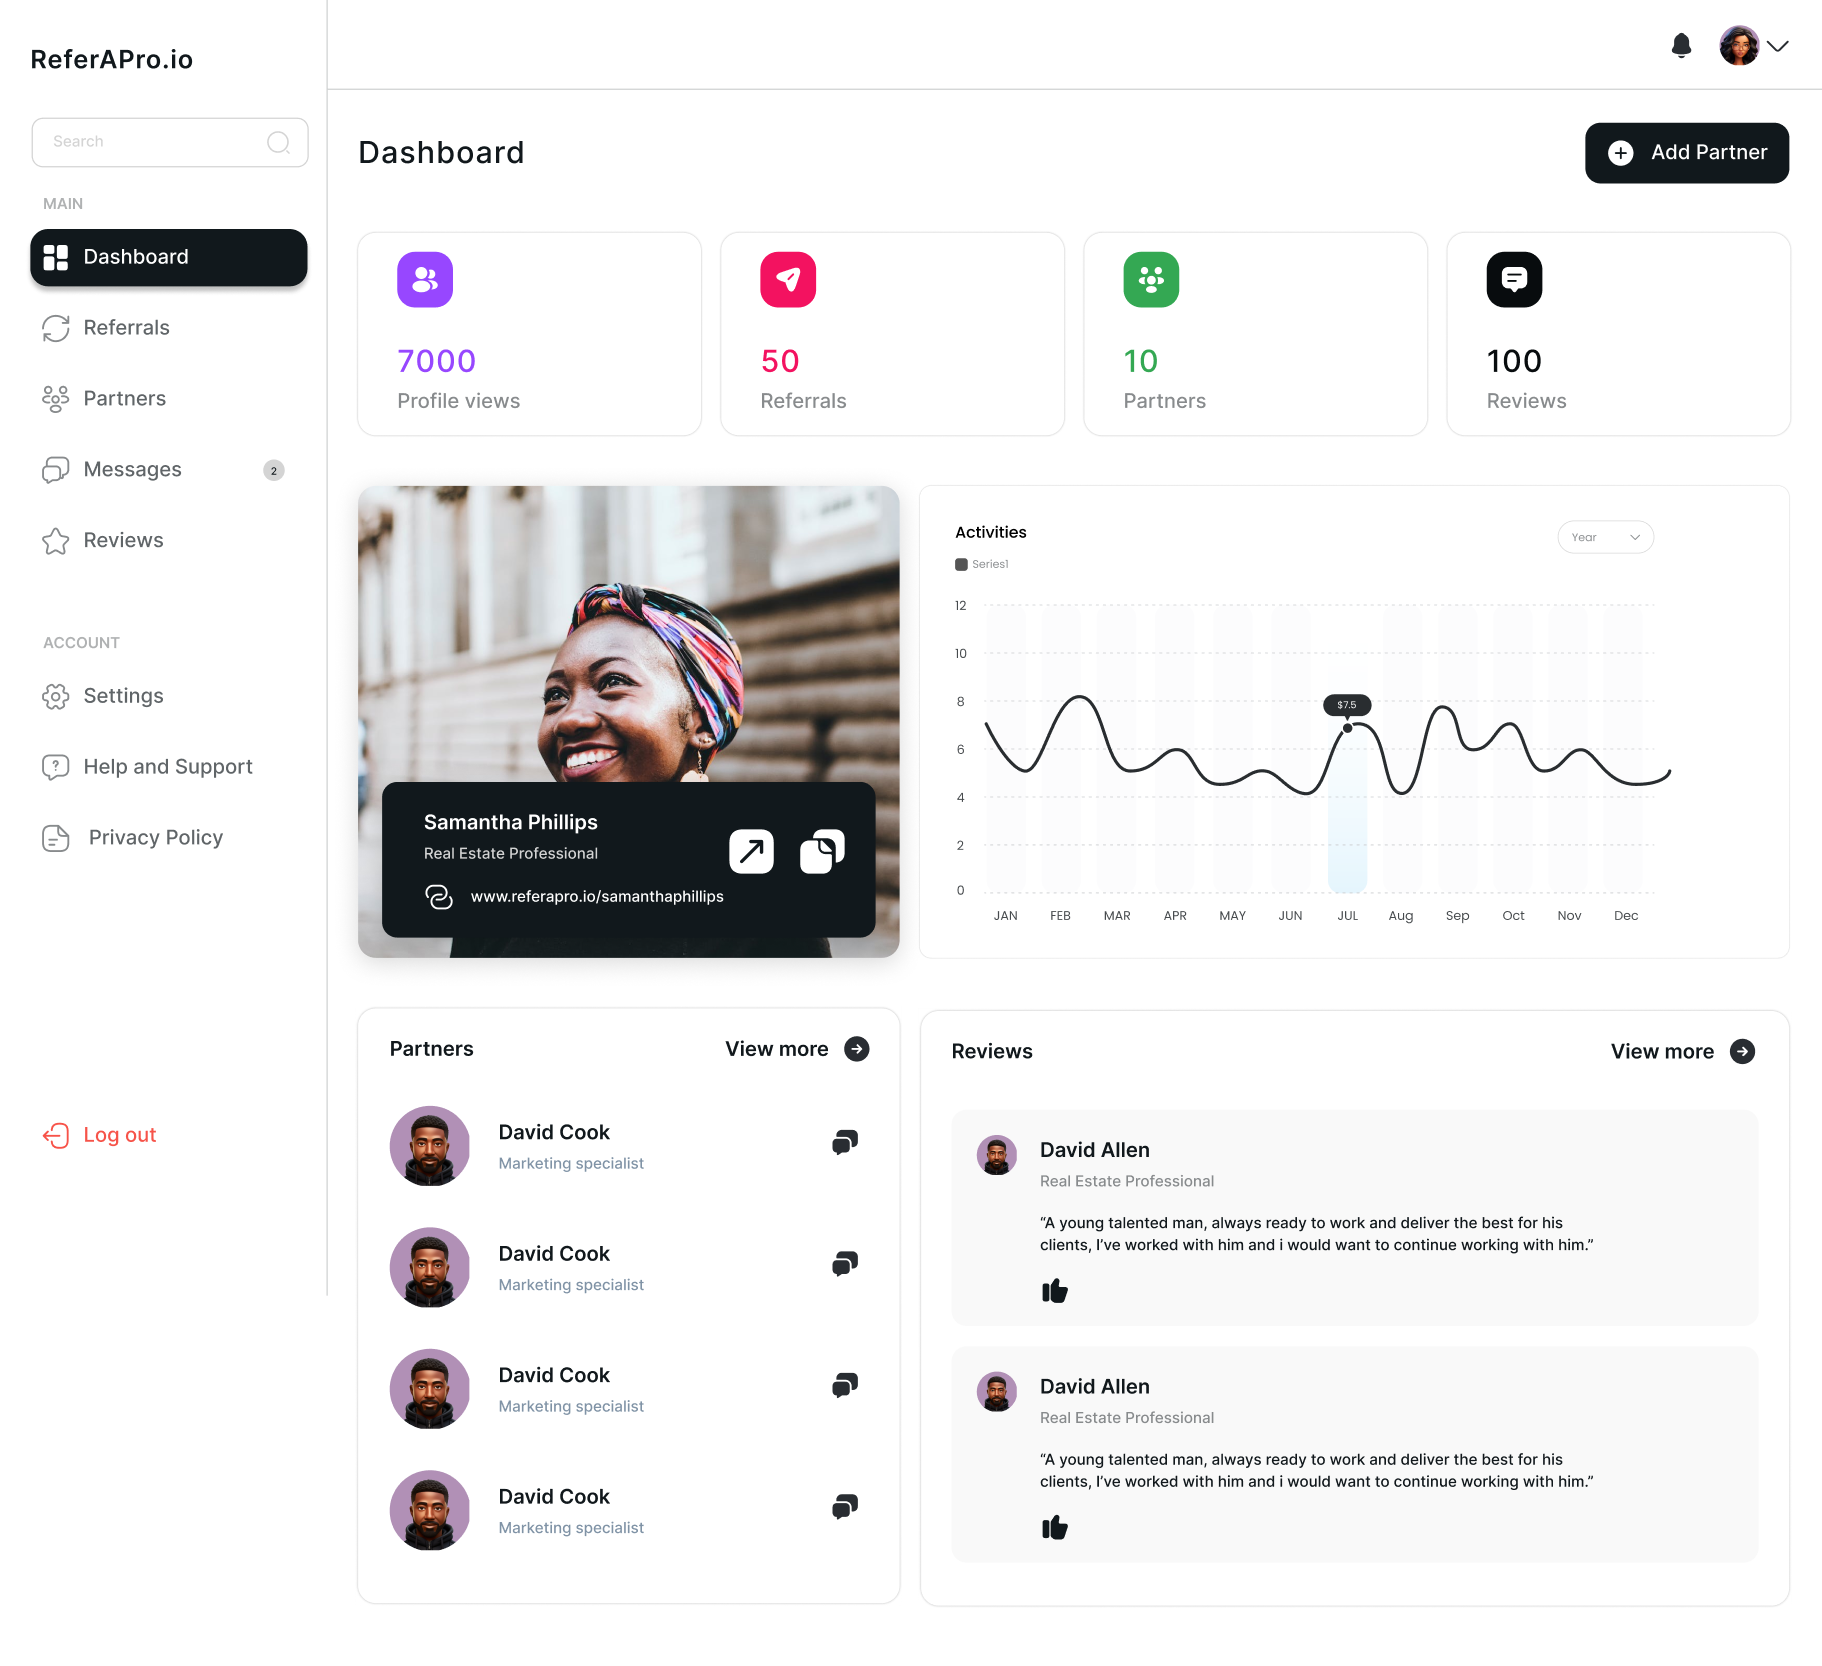 ReferAPro.io
Search
MAIN
Dashboard
Referrals
Partners
Messages
2
Reviews
ACCOUNT
Settings
Help and Support
Privacy Policy
Log out
Dashboard
Add Partner
7000
Profile views
50
Referrals
10
Partners
100
Reviews
Samantha Phillips
Real Estate Professional
www.referapro.io/samanthaphillips
Activities
Year
Series1
12
10
8
6
4
2
0
$7.5
JAN FEB MAR APR MAY JUN JUL Aug Sep Oct Nov Dec
Partners
View more
David Cook
Marketing specialist
David Cook
Marketing specialist
David Cook
Marketing specialist
David Cook
Marketing specialist
Reviews
View more
David Allen
Real Estate Professional
“A young talented man, always ready to work and deliver the best for his
clients, I’ve worked with him and i would want to continue working with him.”
David Allen
Real Estate Professional
“A young talented man, always ready to work and deliver the best for his
clients, I’ve worked with him and i would want to continue working with him.”